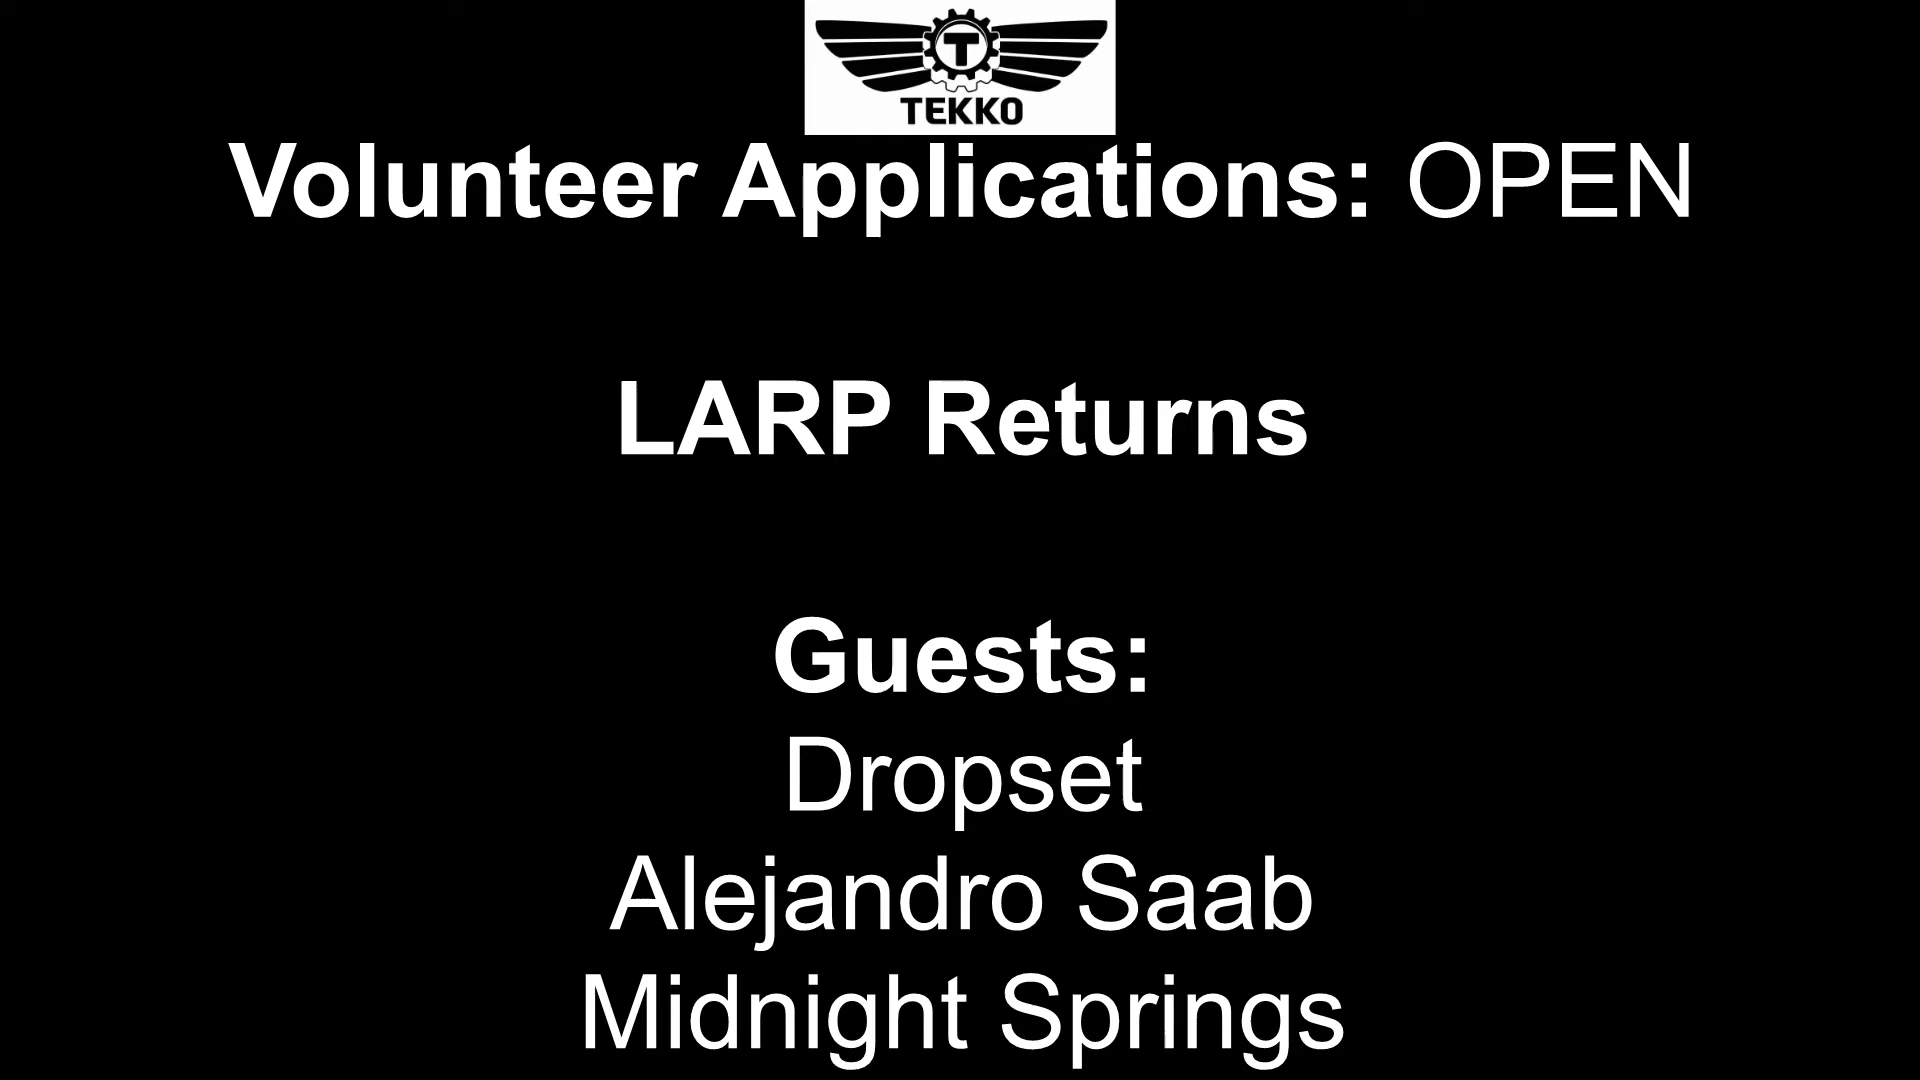 T
TEKKO
Volunteer Applications: OPEN
LARP Returns
Guests:
Dropset
Alejandro Saab
Midnight Springs